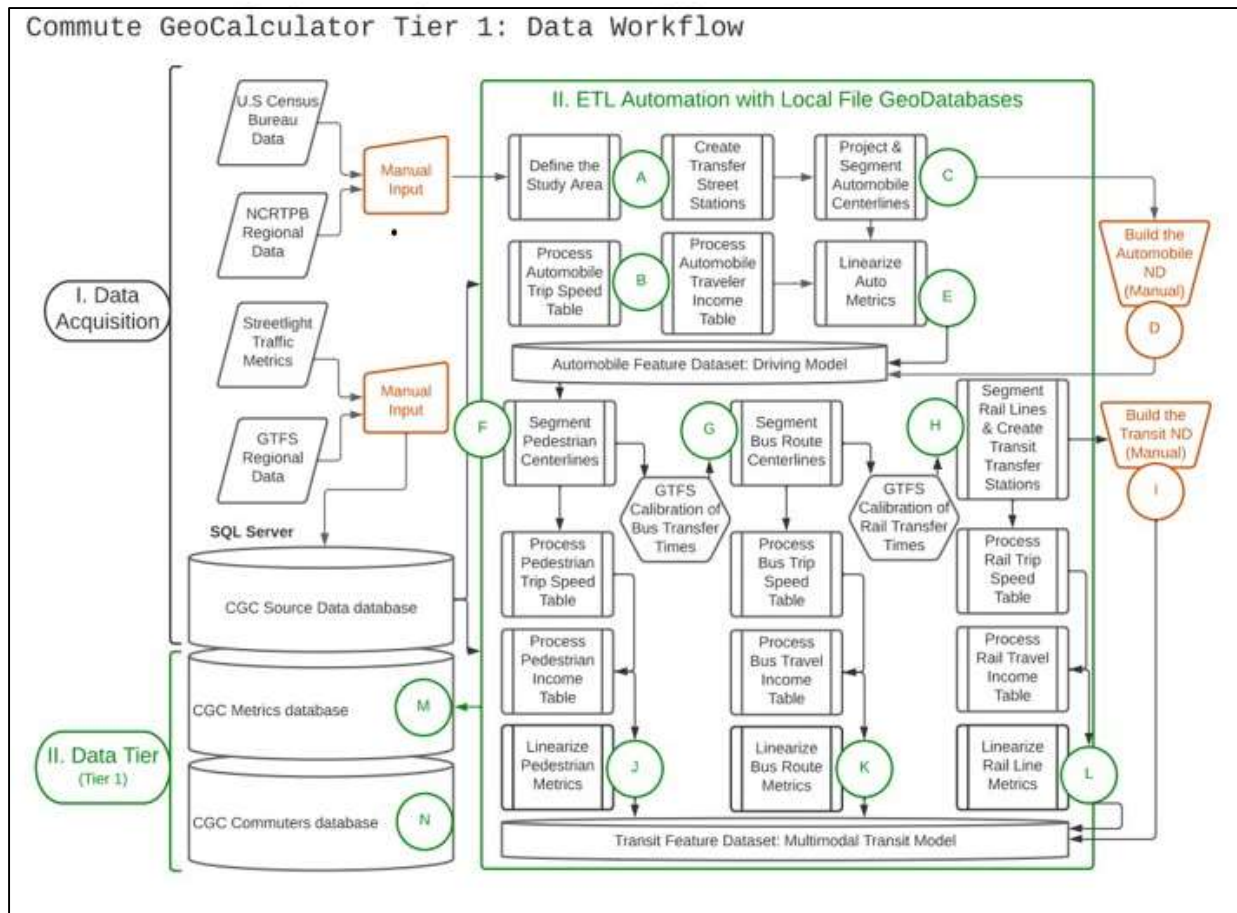 Commute GeoCalculator Tier 1: Data Workflow
I. Data
Acquisition
U.S Census
Bureau
Data
NCRTPB
Regional
Data
Manual
Input
Streetlight
Traffic
Metrics
GTFS
Regional
Data
Manual
Input
SQL Server
CGC Source Data database
II. Data Tier
(Tier 1)
CGC Metrics database
M
CGC Commuters database
N
II. ETL Automation with Local File GeoDatabases
Define the
Study Area
A
Create
Transfer
Street
Stations
Project &
Segment
Automobile
Centerlines
C
Process
Automobile
Trip Speed
Table
B
Process
Automobile
Traveler
Income
Table
Linearize
Auto
Metrics
E
Build the
Automobile
ND
(Manual)
D
Automobile Feature Dataset: Driving Model
F
Segment
Pedestrian
Centerlines
G
Segment
Bus Route
Centerlines
H
Segment
Rail Lines
& Create
Transit
Transfer
Stations
Build the
Transit ND
(Manual)
I
GTFS
Calibration of
Bus Transfer
Times
GTFS
Calibration of
Rail Transfer
Times
Process
Pedestrian
Trip Speed
Table
Process
Bus Trip
Speed
Table
Process
Rail Trip
Speed
Table
Process
Pedestrian
Income
Table
Process
Bus Travel
Income
Table
Process
Rail Travel
Income
Table
Linearize
Pedestrian
Metrics
J
Linearize
Bus Route
Metrics
K
Linearize
Rail Line
Metrics
L
Transit Feature Dataset: Multimodal Transit Model